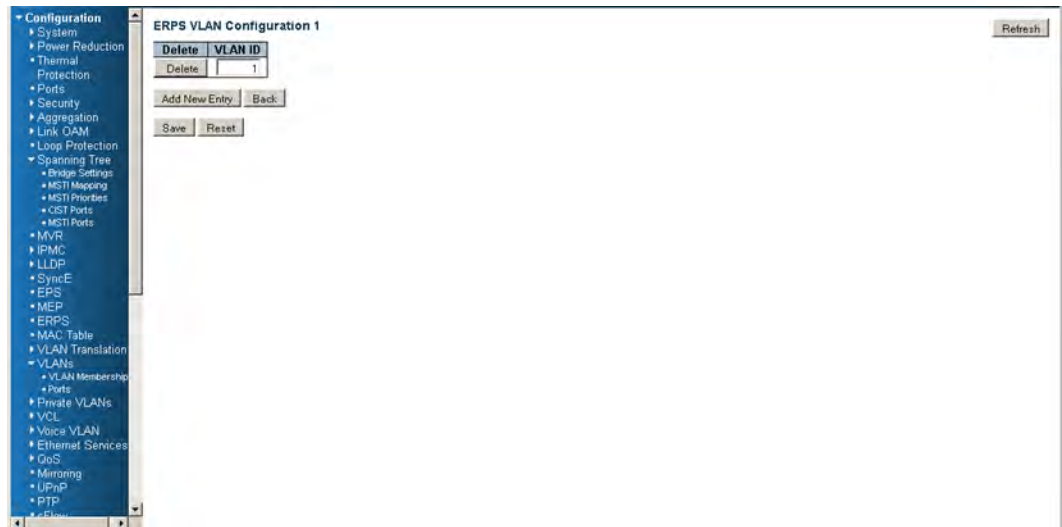 Configuration
System
Power Reduction
Thermal
Protection
Ports
Security
Aggregation
Link OAM
Loop Protection
Spanning Tree
Bridge Settings
MSTI Mapping
MSTI Priorities
CIST Ports
MSTI Ports
MVR
IPMC
LLDP
SyncE
EPS
MEP
ERPS
MAC Table
VLAN Translation
VLANs
VLAN Membership
Ports
Private VLANs
VCL
Voice VLAN
Ethernet Services
QoS
Mirroring
UPnP
PTP
sFlow
ERPS VLAN Configuration 1
Refresh
Delete VLAN ID
Delete 1
Add New Entry Back
Save Reset